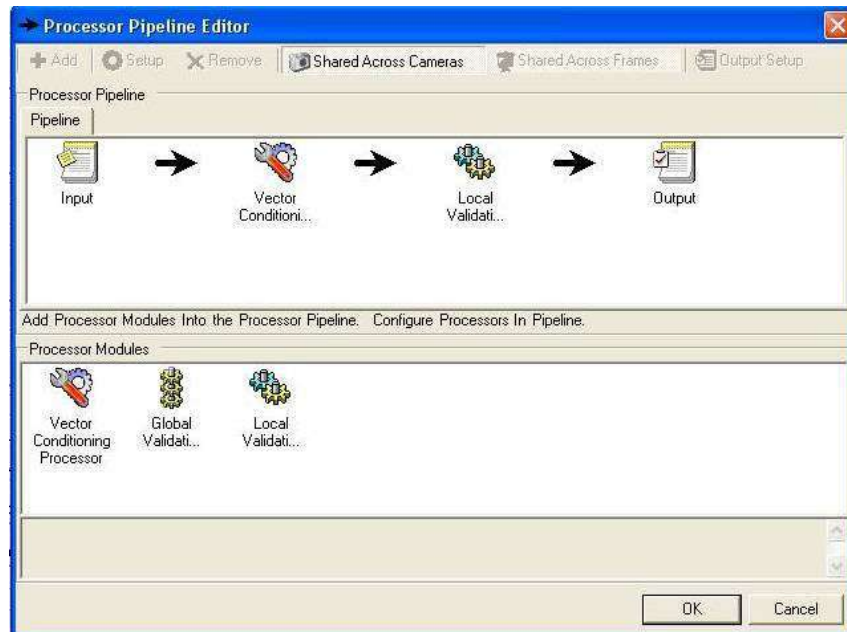 Processor Pipeline Editor
Add Setup Remove Shared Across Cameras Shared Across Frames Output Setup
Processor Pipeline
Pipeline
Input
Vector
Conditioni...
Local
Validati...
Output
Add Processor Modules Into the Processor Pipeline. Configure Processors In Pipeline.
Processor Modules
Vector
Conditioning
Processor
Global
Validati...
Local
Validati...
OK Cancel